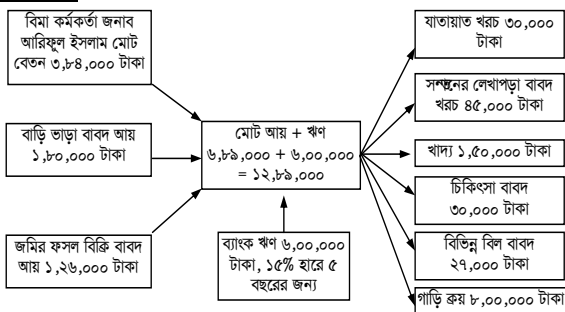 বিমা কর্মকর্তা জনাব
আরিফুল ইসলাম মোট
বেতন ৩,৮৪,০০০ টাকা
বাড়ি ভাড়া বাবদ আয়
১,৮০,০০০ টাকা
জমির ফসল বিক্রি বাবদ
আয় ১,২৬,০০০ টাকা
মোট আয় + ঋণ
৬,৮৯,০০০ + ৬,০০,০০০
= ১২,৮৯,০০০
ব্যাংক ঋণ ৬,০০,০০০
টাকা, ১৫% হারে ৫
বছরের জন্য
যাতায়াত খরচ ৩০,০০০
টাকা
সন্তানের লেখাপড়া বাবদ
খরচ ৪৫,০০০ টাকা
খাদ্য ১,৫০,০০০ টাকা
চিকিৎসা বাবদ
৩০,০০০ টাকা
বিভিন্ন বিল বাবদ
২৭,০০০ টাকা
গাড়ি ক্রয় ৮,০০,০০০ টাকা